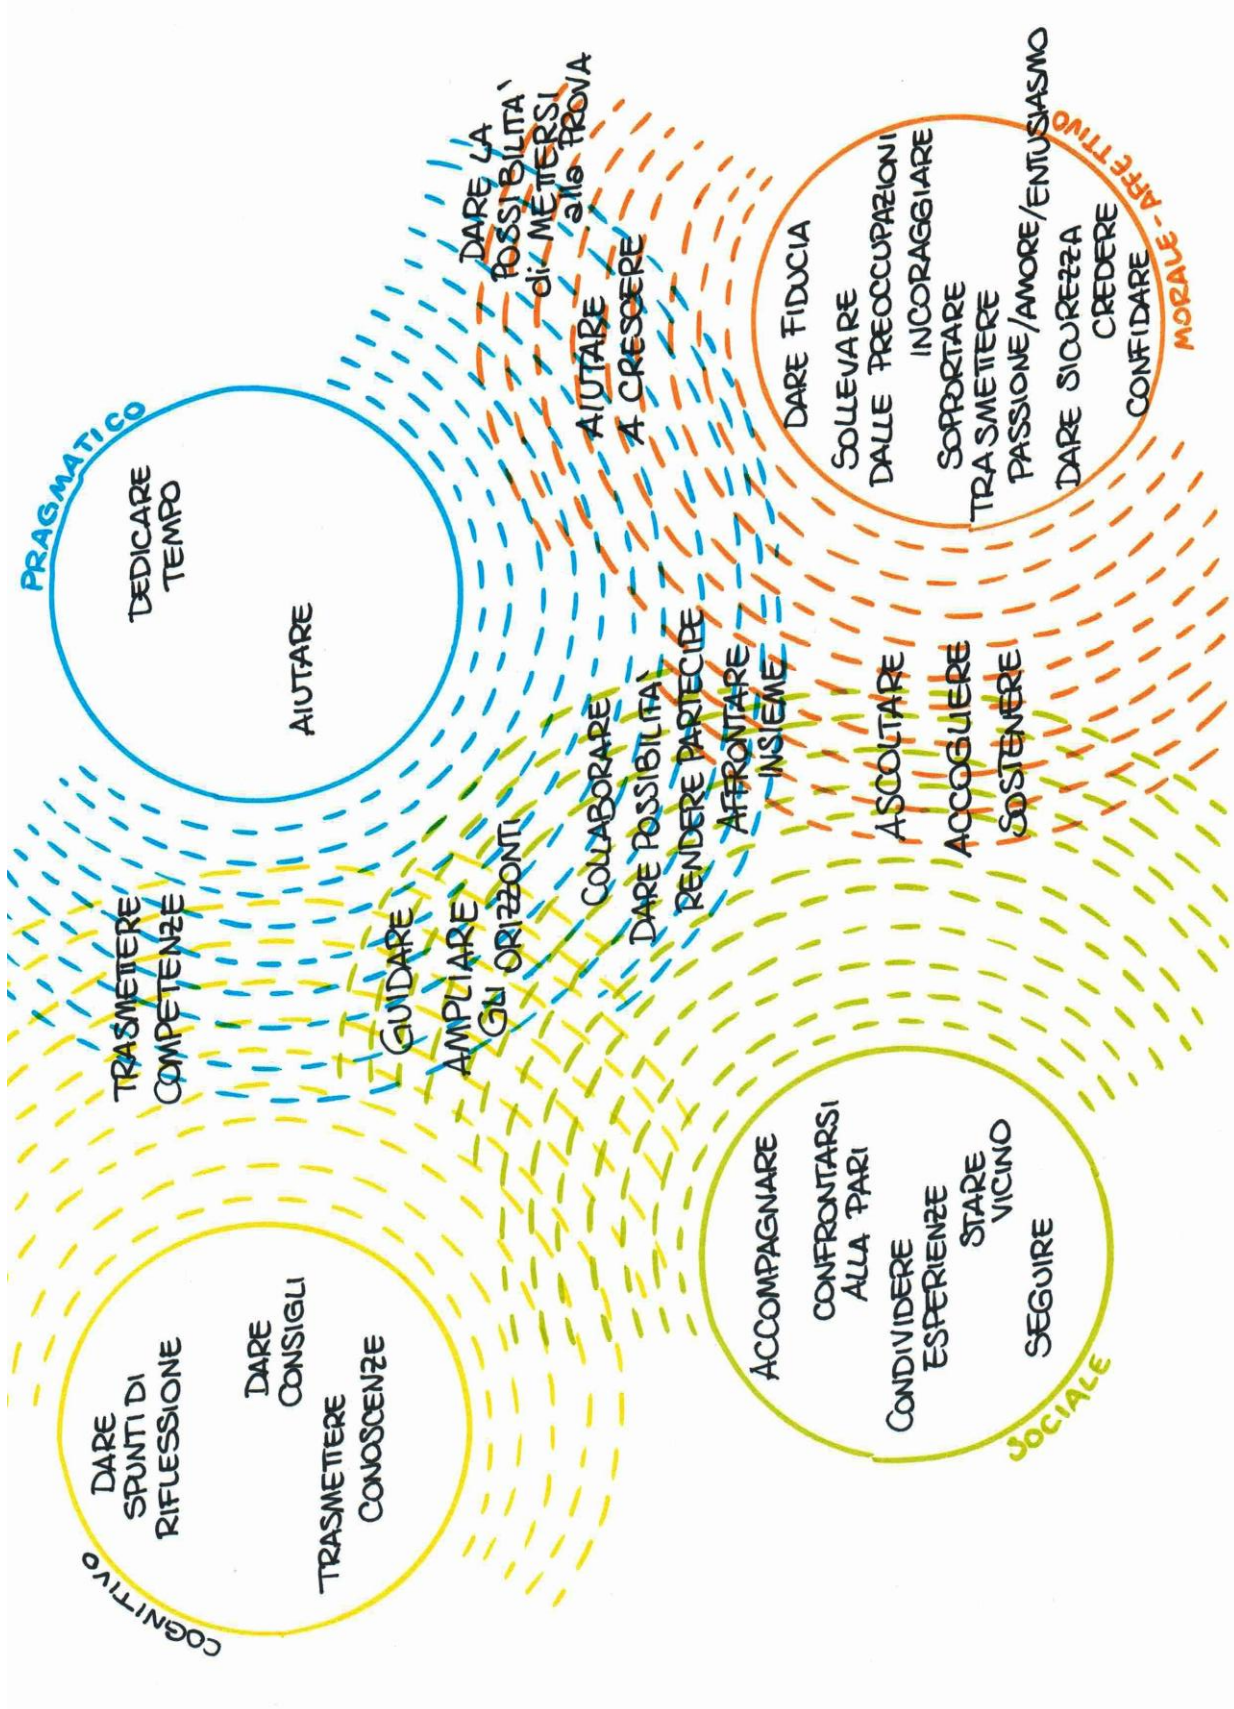 COGNITIVO
DARE
SPUNTI DI
RIFLESSIONE
DARE
CONSIGLI
TRASMETTERE
CONOSCENZE
TRASMETTERE
COMPETENZE
PRAGMATICO
DEDICARE
TEMPO
AIUTARE
GUIDARE
AMPLIARE
GLI ORIZZONTI
DARE LA
POSSIBILITA'
di METTERSI
alla PROVA
AIUTARE
A CRESCERE
COLLABORARE
DARE POSSIBILITÀ
RENDERE PARTECIPE
AFFRONTARE
INSIEME
SOCIALE
ACCOMPAGNARE
CONFRONTARSI
ALLA PARI
CONDIVIDERE
ESPERIENZE
STARE
VICINO
SEGUIRE
ASCOLTARE
ACCOGLIERE
SOSTENERE
DARE FIDUCIA
SOLLEVARE
DALLE PREOCCUPAZIONI
INCORAGGIARE
SOPPORTARE
TRASMETTERE
PASSIONE/AMORE/ENTUSIASMO
DARE SICUREZZA
CREDERE
CONFIDARE
MORALE-AFFETTIVO